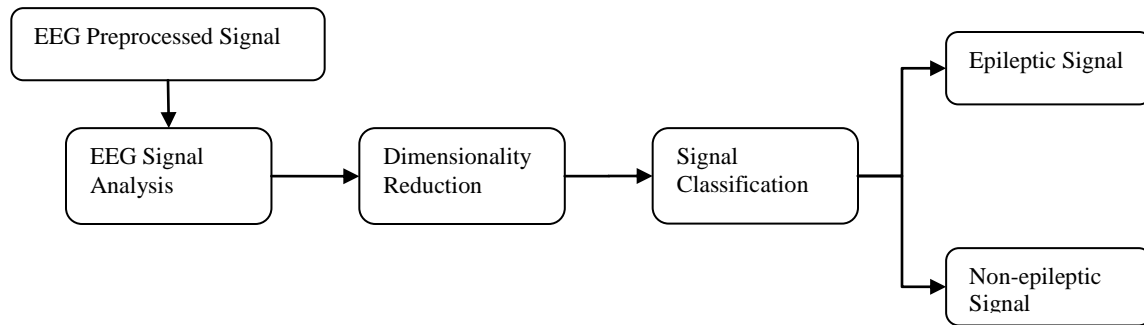 EEG Preprocessed Signal
EEG Signal
Analysis
Dimensionality
Reduction
Signal
Classification
Epileptic Signal
Non-epileptic
Signal